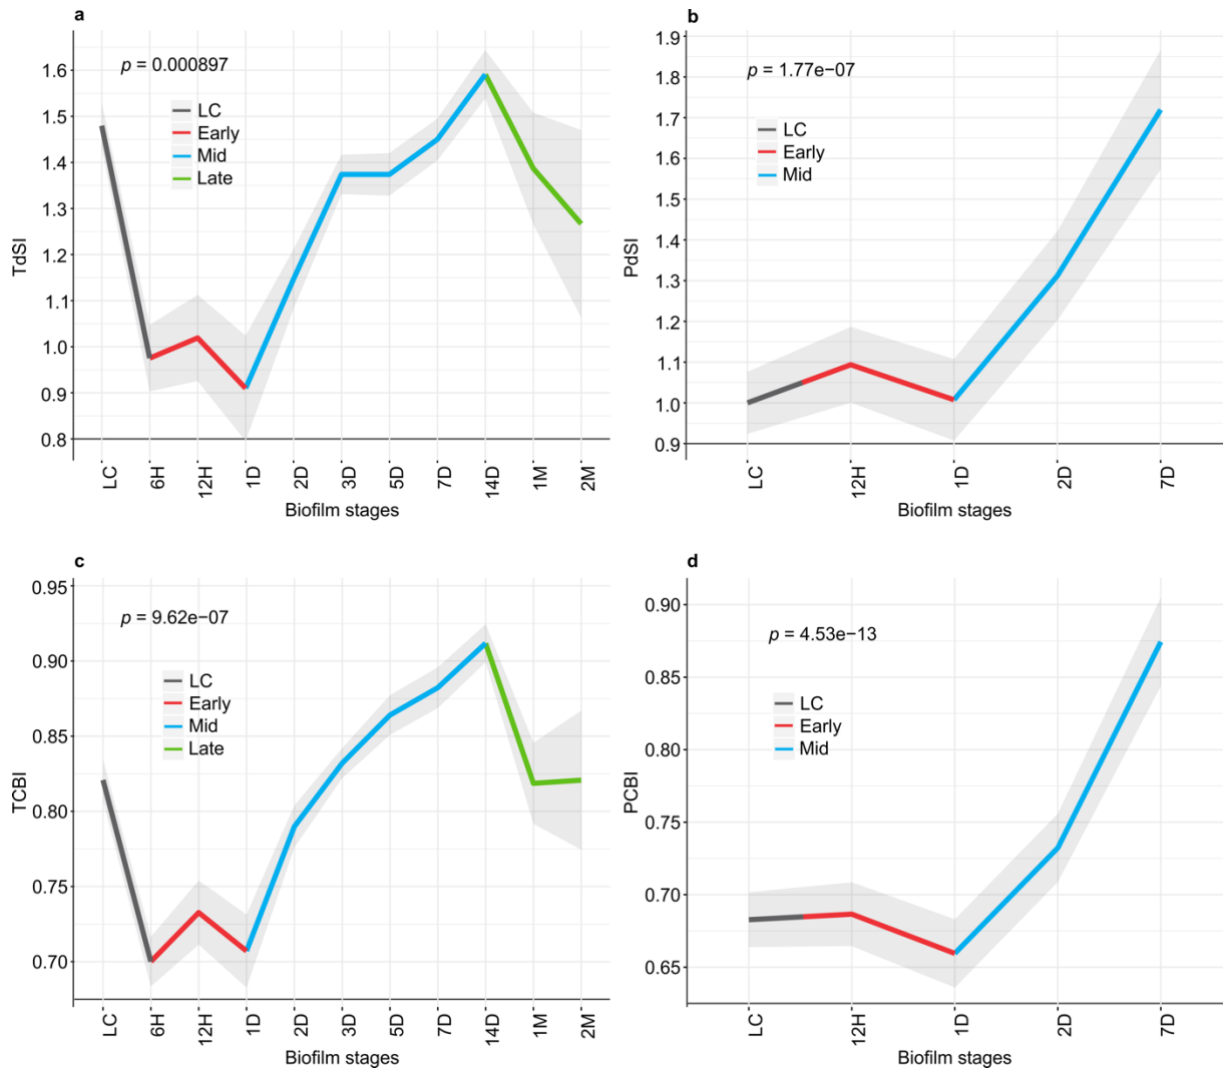 a
p = 0.000897
LC
Early
Mid
Late
TdSI
1.6
1.5
1.4
1.3
1.2
1.1
1.0
0.9
0.8
LC
6H
12H
1D
2D
3D
5D
7D
14D
1M
2M
Biofilm stages
b
p = 1.77e−07
LC
Early
Mid
PdSI
1.9
1.8
1.7
1.6
1.5
1.4
1.3
1.2
1.1
1.0
0.9
LC
12H
1D
2D
7D
Biofilm stages
c
p = 9.62e−07
LC
Early
Mid
Late
TCBI
0.95
0.90
0.85
0.80
0.75
0.70
LC
6H
12H
1D
2D
3D
5D
7D
14D
1M
2M
Biofilm stages
d
p = 4.53e−13
LC
Early
Mid
PCBI
0.90
0.85
0.80
0.75
0.70
0.65
LC
12H
1D
2D
7D
Biofilm stages